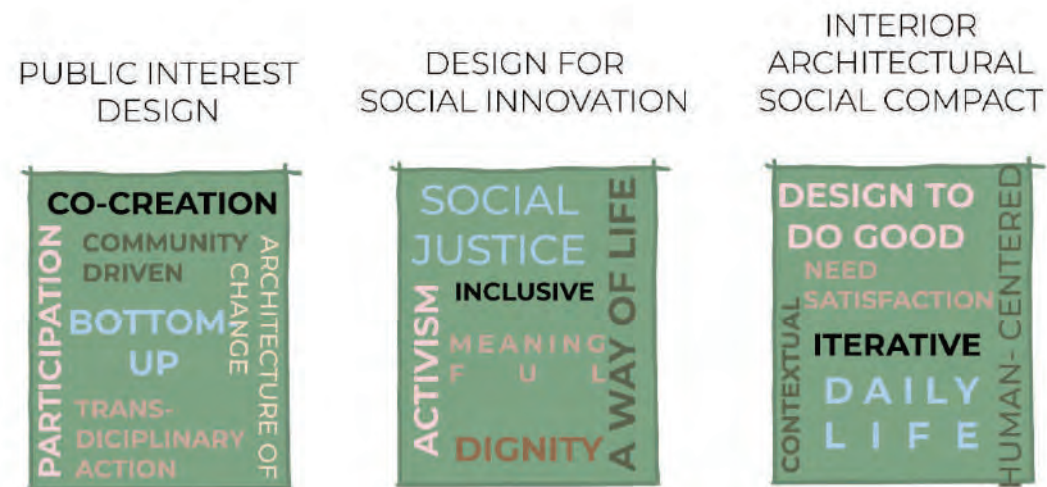 PUBLIC INTEREST
DESIGN
CO-CREATION
PARTICIPATION
COMMUNITY
DRIVEN
ARCHITECTURE OF
CHANGE
BOTTOM
UP
TRANS-
DICIPLINARY
ACTION
DESIGN FOR
SOCIAL INNOVATION
SOCIAL
JUSTICE
A WAY OF LIFE
ACTIVISM
INCLUSIVE
MEANING
FUL
DIGNITY
INTERIOR
ARCHITECTURAL
SOCIAL COMPACT
DESIGN TO
DO GOOD
HUMAN- CENTERED
NEED
SATISFACTION
CONTEXTUAL
ITERATIVE
DAILY
LIFE